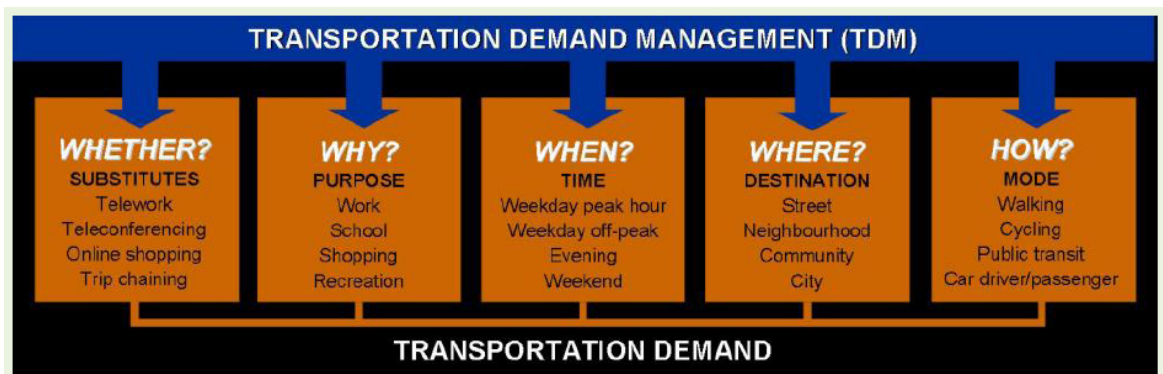 TRANSPORTATION DEMAND MANAGEMENT (TDM)
WHETHER?
SUBSTITUTES
Telework
Teleconferencing
Online shopping
Trip chaining
WHY?
PURPOSE
Work
School
Shopping
Recreation
WHEN?
TIME
Weekday peak hour
Weekday off-peak
Evening
Weekend
WHERE?
DESTINATION
Street
Neighbourhood
Community
City
HOW?
MODE
Walking
Cycling
Public transit
Car driver/passenger
TRANSPORTATION DEMAND